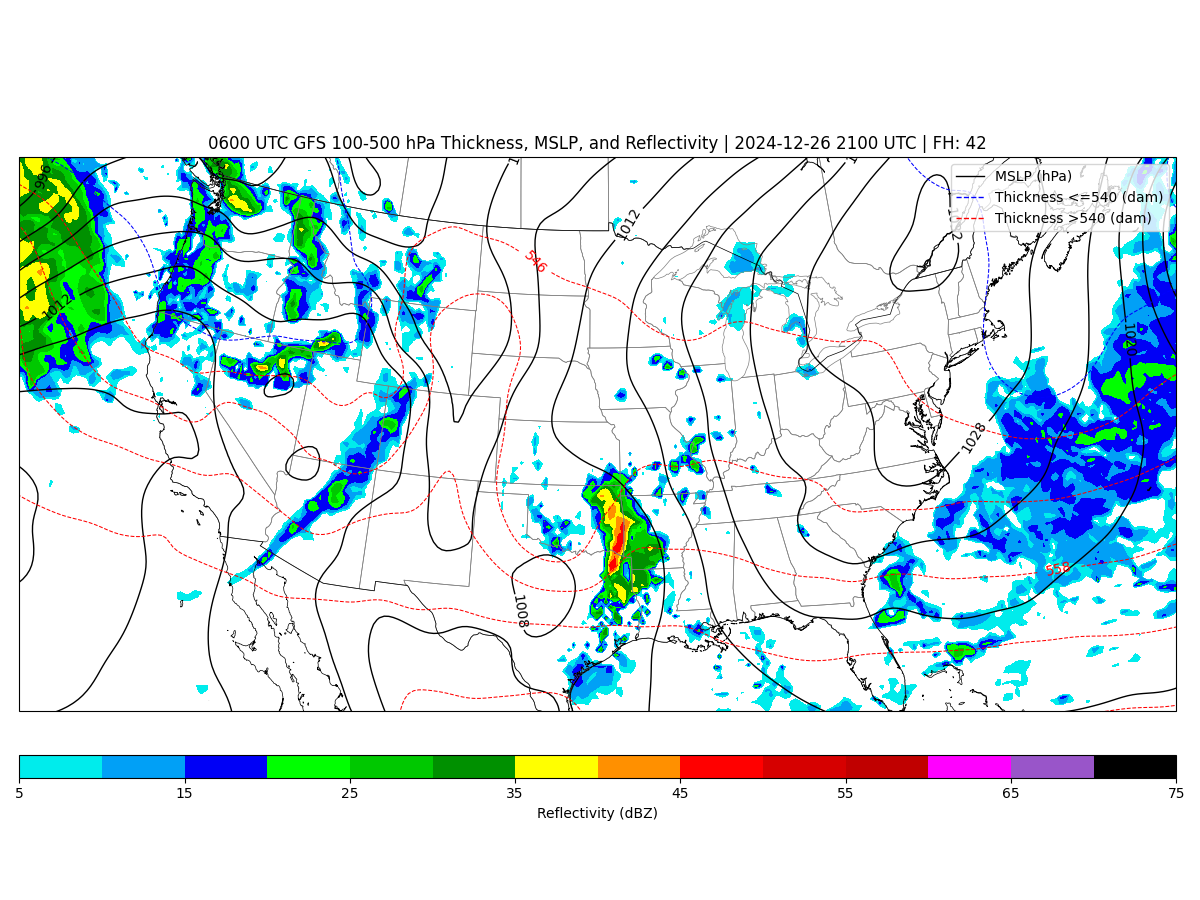 0600 UTC GFS 100-500 hPa Thickness, MSLP, and Reflectivity | 2024-12-26 2100 UTC | FH: 42
MSLP (hPa)
Thickness <=540 (dam)
Thickness >540 (dam)
996
1012
1012
546
1028
558
1008
5 15 25 35 45 55 65 75
Reflectivity (dBZ)